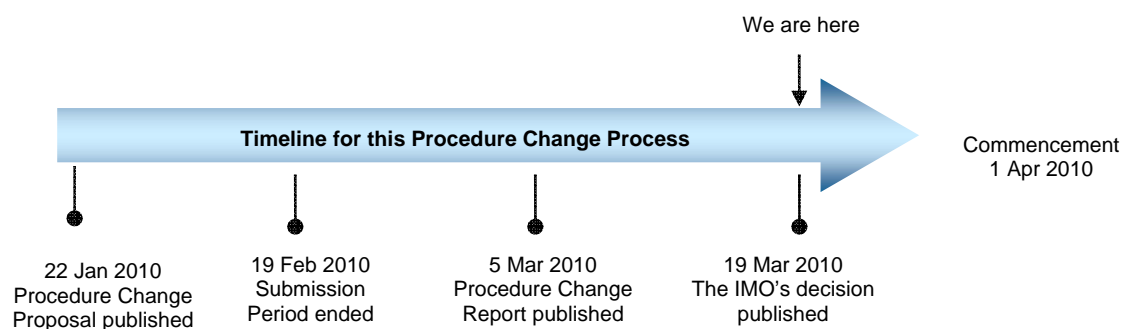 We are here
Timeline for this Procedure Change Process
Commencement
1 Apr 2010
22 Jan 2010
Procedure Change
Proposal published
19 Feb 2010
Submission
Period ended
5 Mar 2010
Procedure Change
Report published
19 Mar 2010
The IMO's decision
published